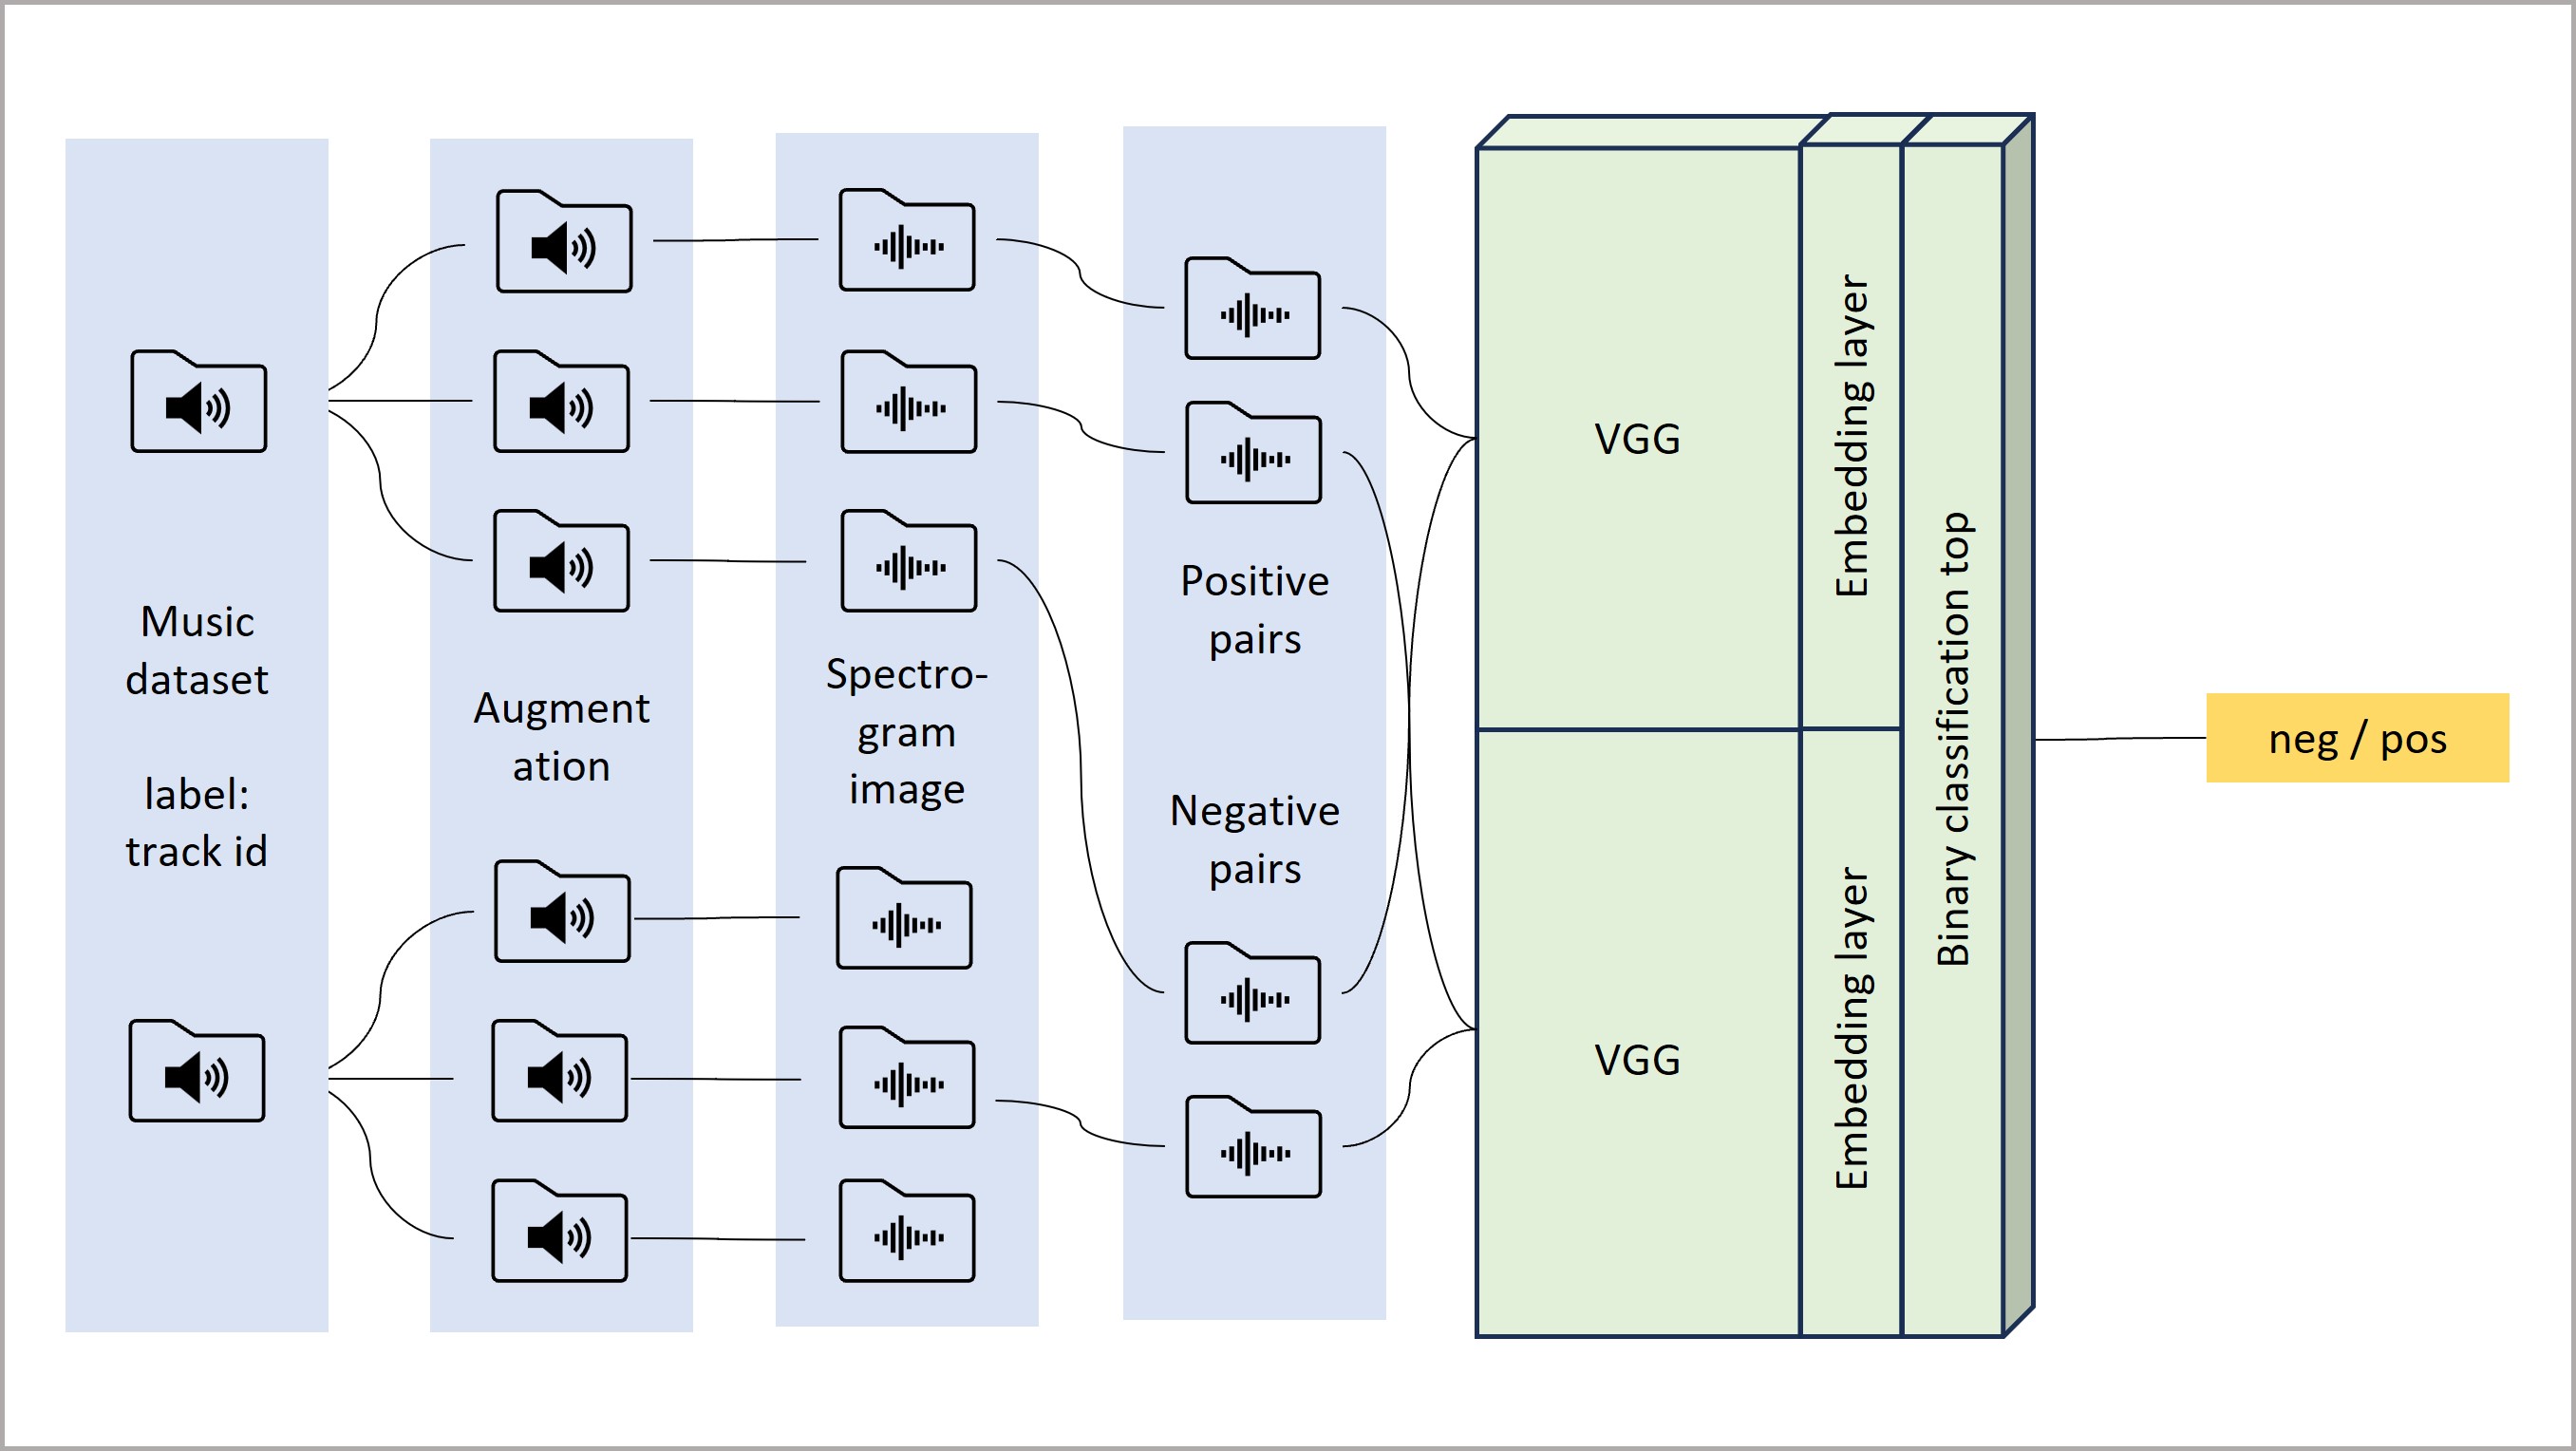 Music
dataset
label:
track id
Augment
ation
Spectro-
gram
image
Positive
pairs
Negative
pairs
VGG
VGG
Embedding layer
Embedding layer
Binary classification top
neg / pos